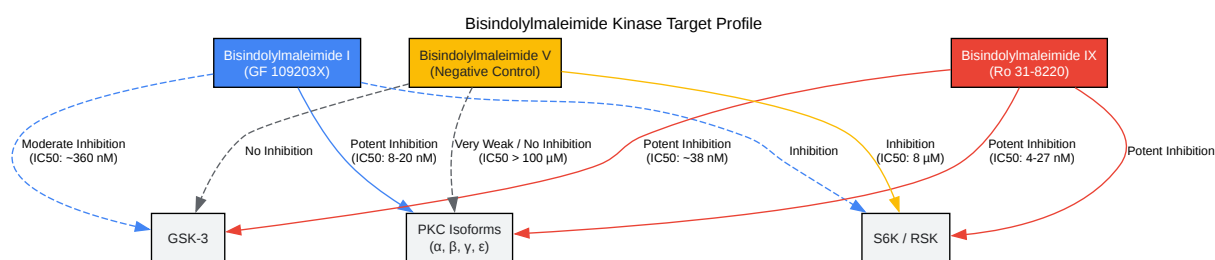 Bisindolylmaleimide Kinase Target Profile
Bisindolylmaleimide I
(GF 109203X)
Bisindolylmaleimide V
(Negative Control)
Bisindolylmaleimide IX
(Ro 31-8220)
Moderate Inhibition
(IC50: ~360 nM)
No Inhibition
Potent Inhibition
(IC50: 8-20 nM)
Very Weak / No Inhibition
(IC50 > 100 µM)
Potent Inhibition
(IC50: ~38 nM)
Inhibition
Inhibition
(IC50: 8 µM)
Potent Inhibition
(IC50: 4-27 nM)
Potent Inhibition
GSK-3
PKC Isoforms
(α, β, γ, ε)
S6K / RSK